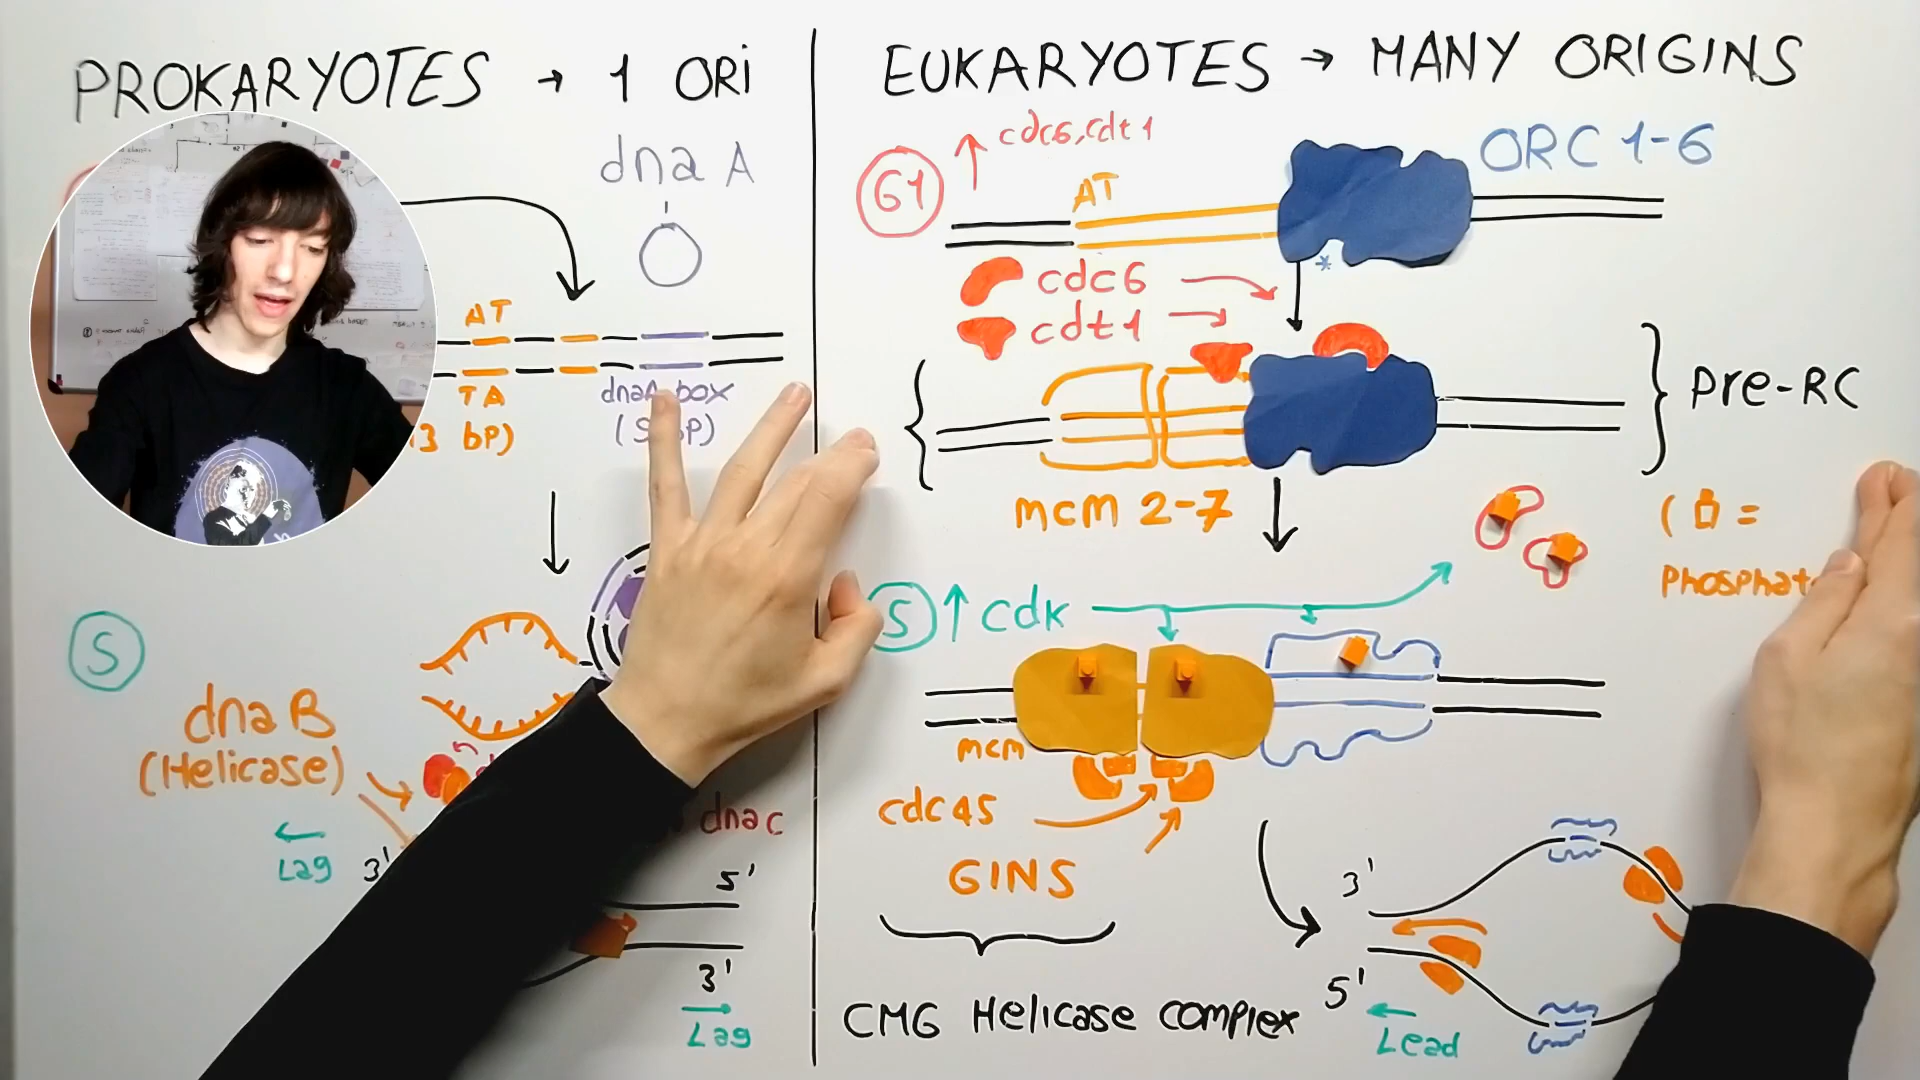 PROKARYOTES → 1 ORI
dna A
AT
TA
13 bP)
dnaA box
S
dna B
(Helicase)
dna c
Lag
3'
5'
3'
Lag
EUKARYOTES → MANY ORIGINS
G1
↑ cdc6, cdt1
ORC 1-6
AT
*
cdc6
cdt1
Pre-RC
mcm 2-7
( =
Phosphat
S ↑ cdk
mcm
cdc45
GINS
CMG Helicase complex
3'
5'
Lead